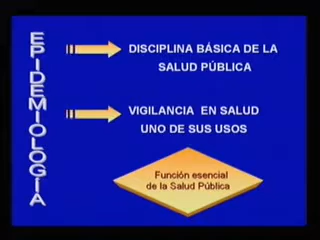 EPIDEMIOLOGÍA
DISCIPLINA BÁSICA DE LA
SALUD PÚBLICA
VIGILANCIA EN SALUD
UNO DE SUS USOS
Función esencial
de la Salud Pública